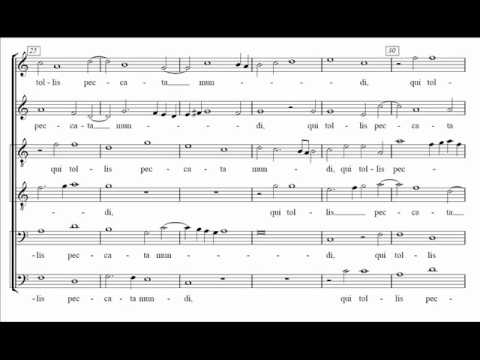 25 30
-tol-lis pec-ca-ta mun - - - di, qui tol-
pec-ca-ta mun - - - di, qui tol-lis pec-ca-ta
qui tol-lis pec-ca-ta mun - di, qui tol-lis
- - di, qui tol-lis pec-ca-ta
-lis pec-ca-ta mun - - - - di, qui tol-lis
-lis pec-ca-ta mun-di, qui tol-lis pec-